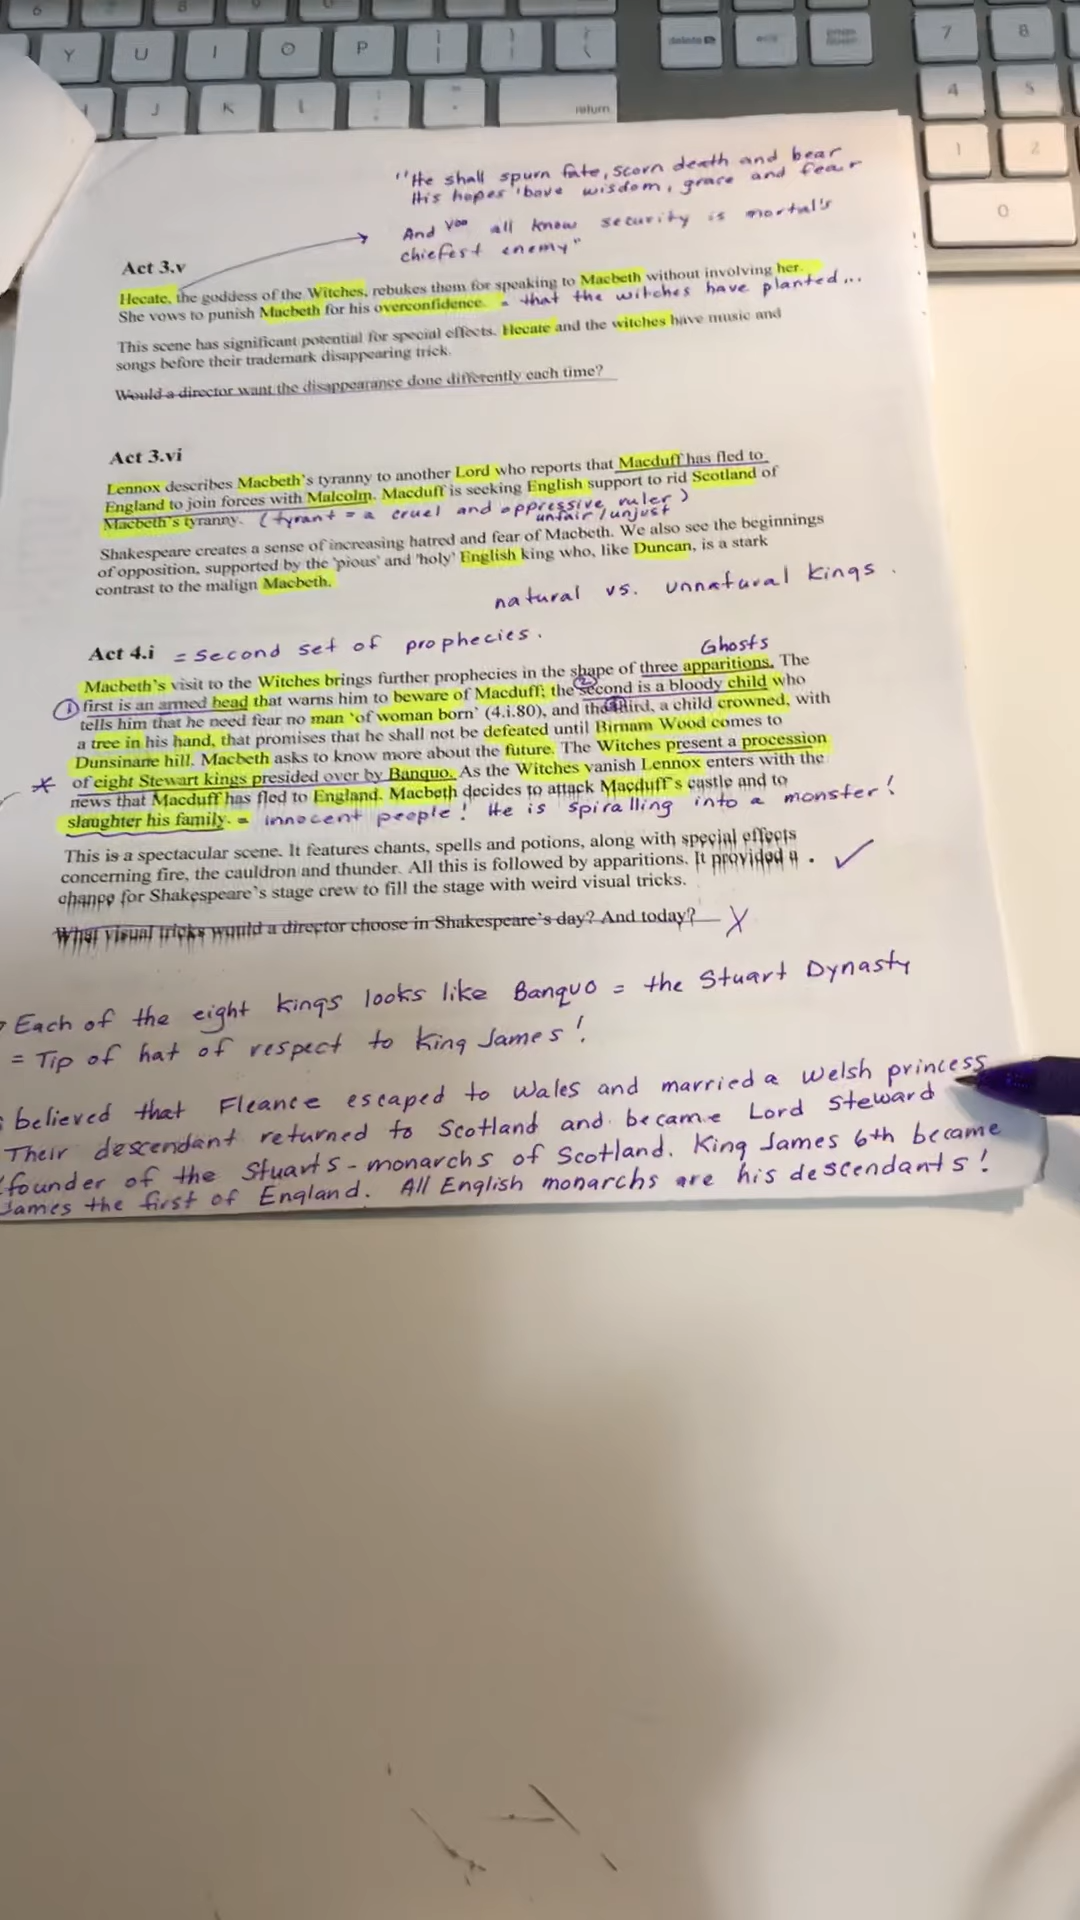 6
7
8
Y U I O P
delete
end
7 8
J K L
return
4 5
1 2
0
"He shall spurn fate, scorn death and bear
His hopes 'bove wisdom, grace and fear
And you all know security is mortal's
chiefest enemy"
Act 3.v
Hecate, the goddess of the Witches, rebukes them for speaking to Macbeth without involving her.
She vows to punish Macbeth for his overconfidence. - that the witches have planted...
This scene has significant potential for special effects. Hecate and the witches have music and
songs before their trademark disappearing trick.
Would a director want the disappearance done differently each time?
Act 3.vi
Lennox describes Macbeth's tyranny to another Lord who reports that Macduff has fled to
England to join forces with Malcolm. Macduff is seeking English support to rid Scotland of
Macbeth's tyranny. (tyrant = a cruel and oppressive ruler)
unfair/unjust
Shakespeare creates a sense of increasing hatred and fear of Macbeth. We also see the beginnings
of opposition, supported by the 'pious' and 'holy' English king who, like Duncan, is a stark
contrast to the malign Macbeth.
natural vs. unnatural kings.
Act 4.i = second set of prophecies.
Ghosts
Macbeth's visit to the Witches brings further prophecies in the shape of three apparitions. The
① first is an armed head that warns him to beware of Macduff; the ② second is a bloody child who
tells him that he need fear no man 'of woman born' (4.i.80), and the third, a child crowned, with
a tree in his hand, that promises that he shall not be defeated until Birnam Wood comes to
Dunsinane hill. Macbeth asks to know more about the future. The Witches present a procession
* of eight Stewart kings presided over by Banquo. As the Witches vanish Lennox enters with the
news that Macduff has fled to England. Macbeth decides to attack Macduff's castle and to
slaughter his family. = innocent people! He is spiralling into a monster!
This is a spectacular scene. It features chants, spells and potions, along with special effects
concerning fire, the cauldron and thunder. All this is followed by apparitions. It provided a .
chance for Shakespeare's stage crew to fill the stage with weird visual tricks.
What visual tricks would a director choose in Shakespeare's day? And today? X
Each of the eight kings looks like Banquo = the Stuart Dynasty
= Tip of hat of respect to King James!
believed that Fleance escaped to Wales and married a Welsh princess
Their descendant returned to Scotland and became Lord Steward
founder of the Stuarts - monarchs of Scotland. King James 6th became
James the first of England. All English monarchs are his descendants!